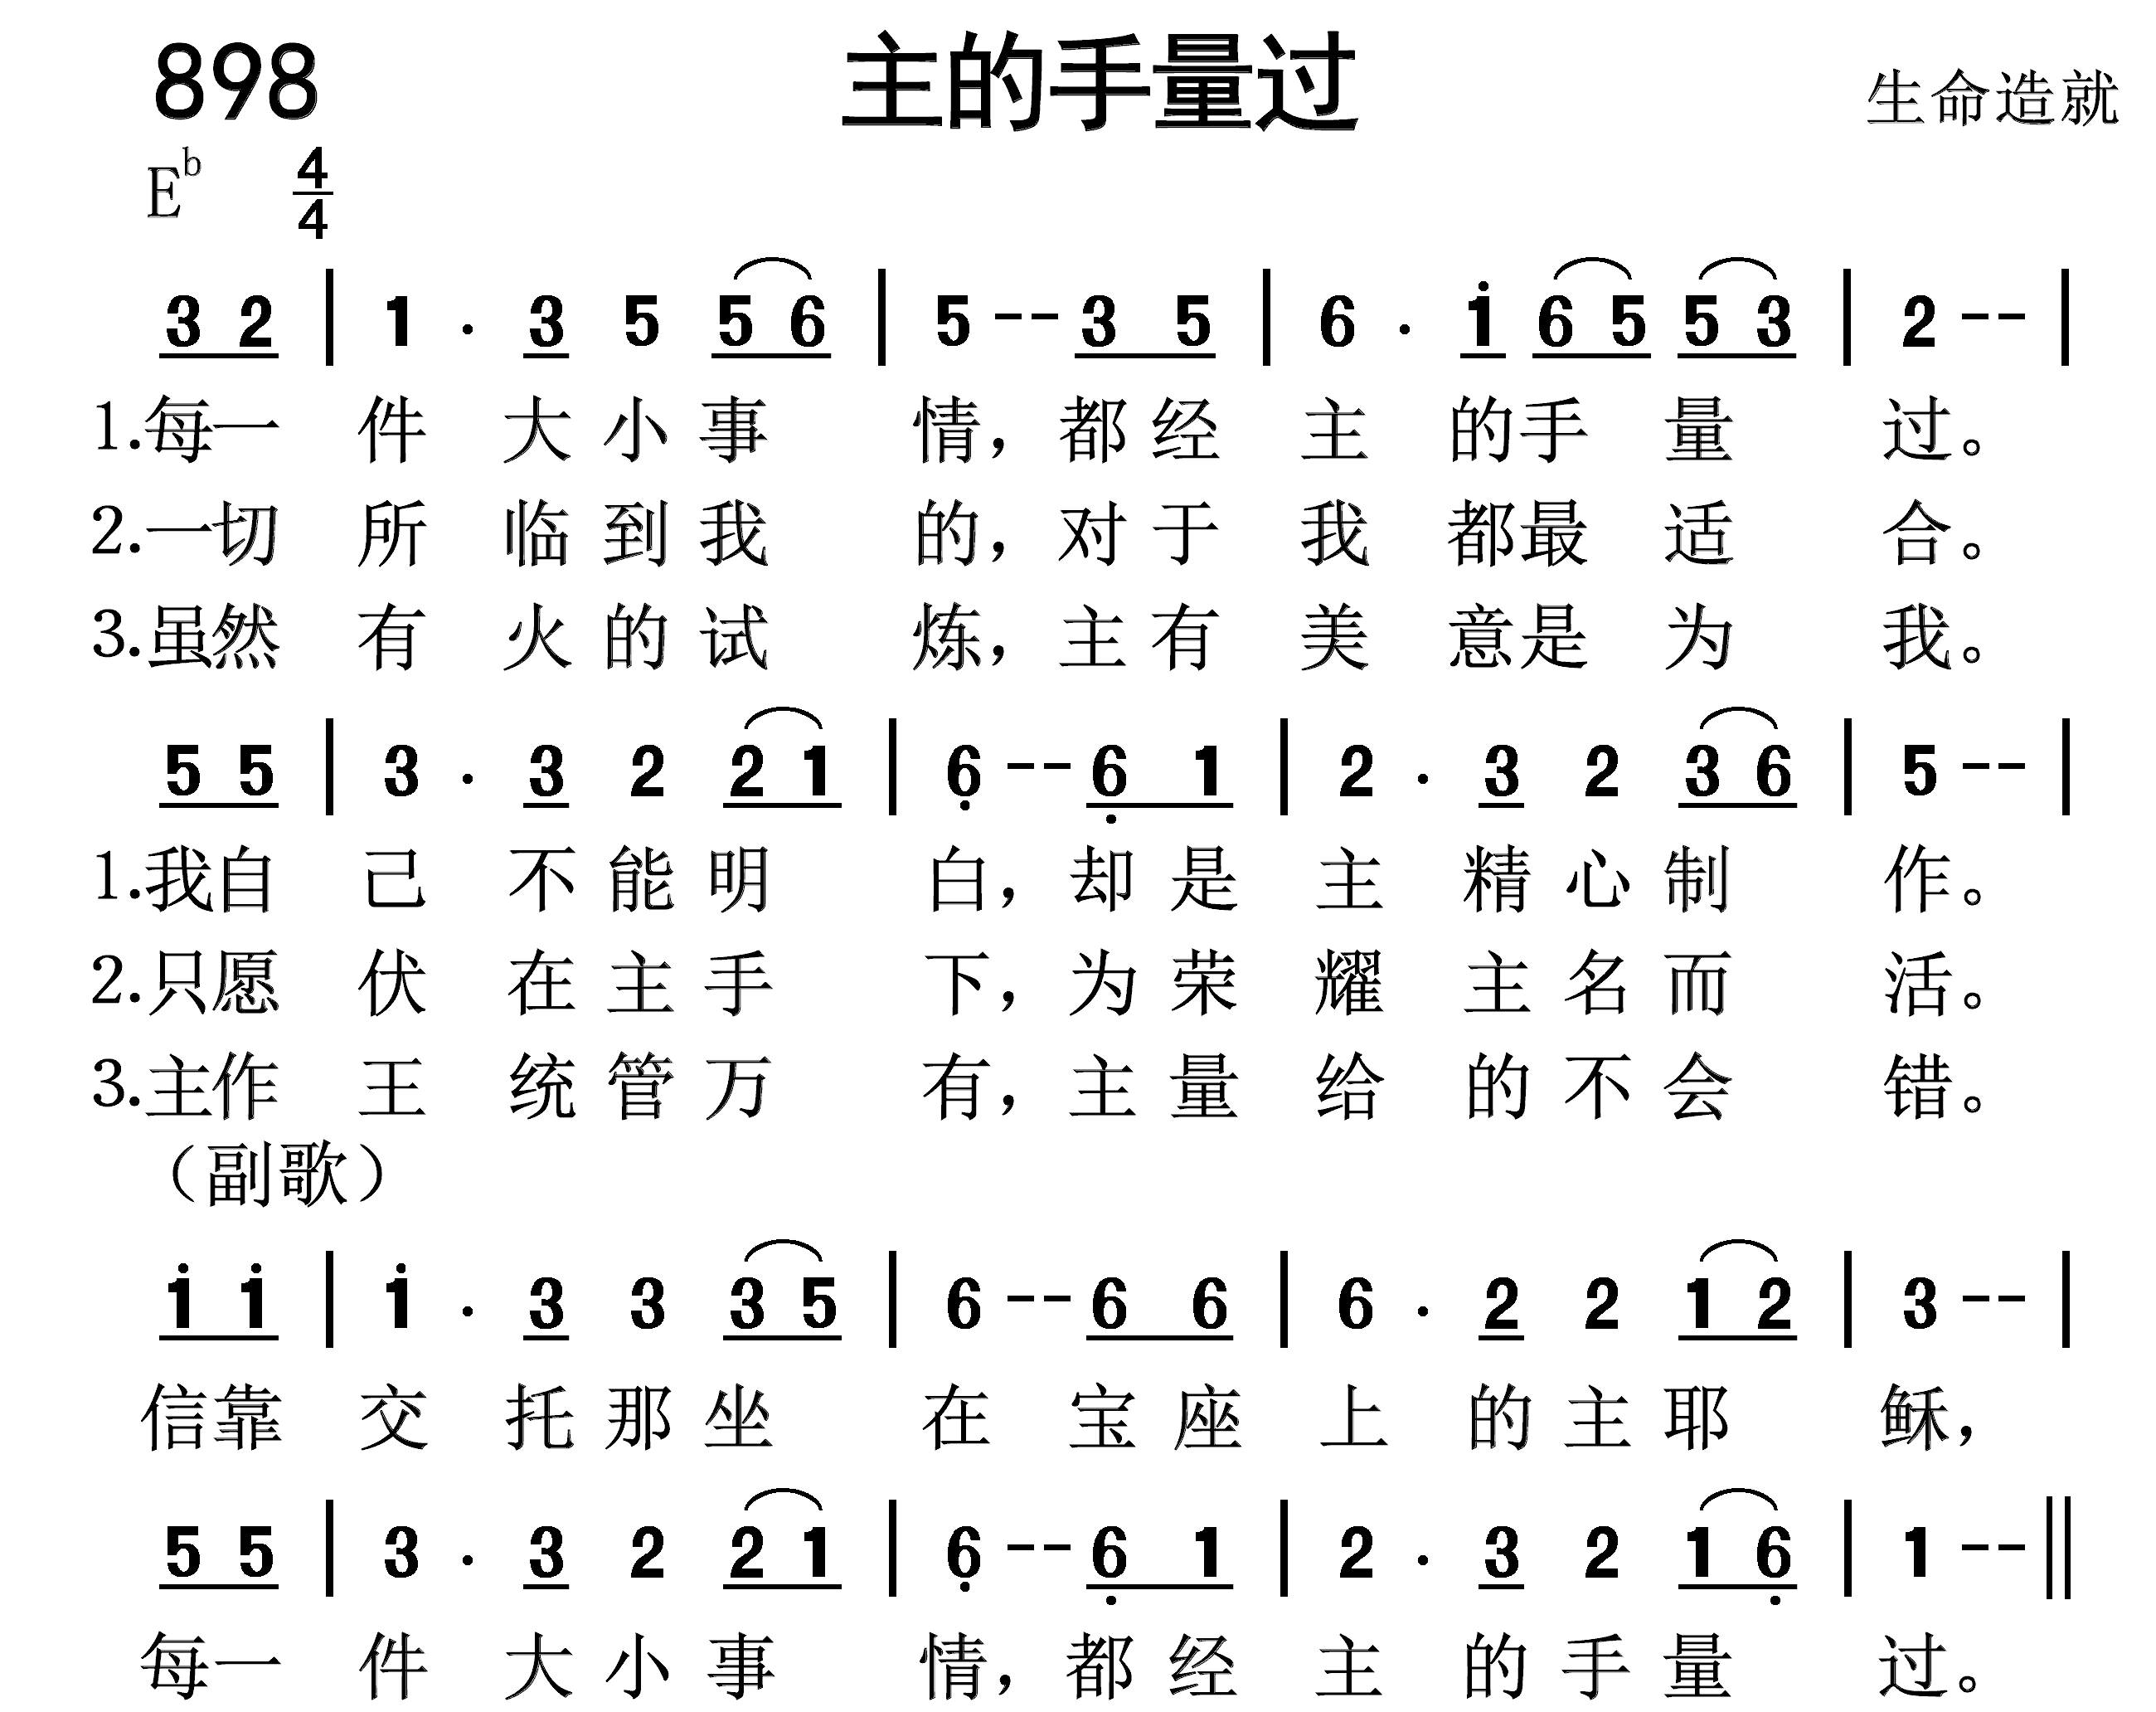 898 主的手量过 生命造就
E♭ 4/4
3 2 | 1 . 3 5 5 6 | 5 -- 3 5 | 6 . i 6 5 5 3 | 2 -- |
1.每一 件 大 小 事 情，都 经 主 的手 量 过。
2.一切 所 临 到 我 的，对 于 我 都最 适 合。
3.虽然 有 火 的 试 炼，主 有 美 意是 为 我。
5 5 | 3 . 3 2 2 1 | 6̣ -- 6̣ 1 | 2 . 3 2 3 6 | 5 -- |
1.我自 己 不 能 明 白，却 是 主 精 心 制 作。
2.只愿 伏 在 主 手 下，为 荣 耀 主 名 而 活。
3.主作 王 统 管 万 有，主 量 给 的 不 会 错。
（副歌）
i i | i . 3 3 3 5 | 6 -- 6 6 | 6 . 2 2 1 2 | 3 -- |
信靠 交 托 那 坐 在 宝 座 上 的 主 耶 稣，
5 5 | 3 . 3 2 2 1 | 6̣ -- 6̣ 1 | 2 . 3 2 1 6̣ | 1 -- ‖
每一 件 大 小 事 情，都 经 主 的 手 量 过。